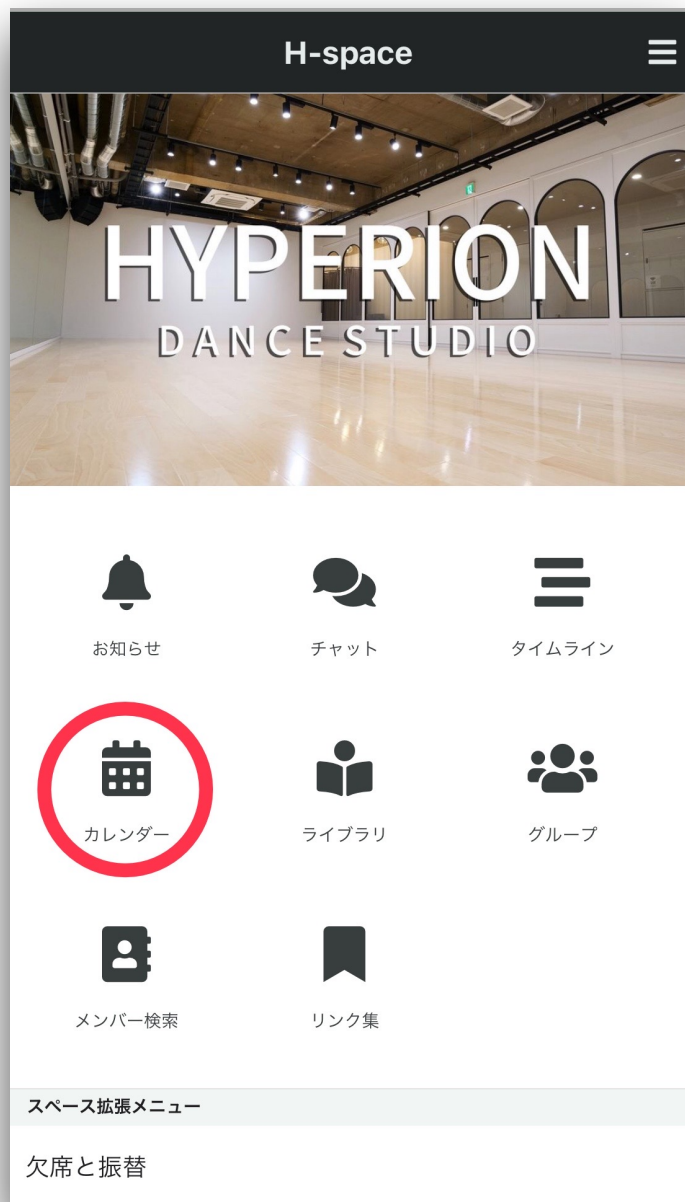 H-space
HYPERION
DANCE STUDIO
お知らせ
チャット
タイムライン
カレンダー
ライブラリ
グループ
メンバー検索
リンク集
スペース拡張メニュー
欠席と振替